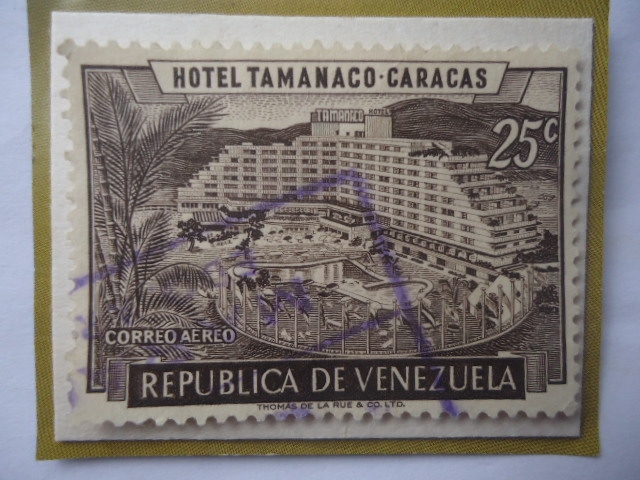 HOTEL TAMANACO·CARACAS
TAMANACO HOTEL
25c
CORREO AEREO
REPUBLICA DE VENEZUELA
THOMAS DE LA RUE & CO. LTD.